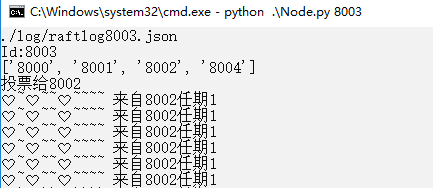 C:\Windows\system32\cmd.exe - python .\Node.py 8003
./log/raftlog8003.json
Id:8003
['8000', '8001', '8002', '8004']
投票给8002
♡~♡~~♡~~~~ 来自8002任期1
♡~♡~~♡~~~~ 来自8002任期1
♡~♡~~♡~~~~ 来自8002任期1
♡~♡~~♡~~~~ 来自8002任期1
♡~♡~~♡~~~~ 来自8002任期1
♡~♡~~♡~~~~ 来自8002任期1